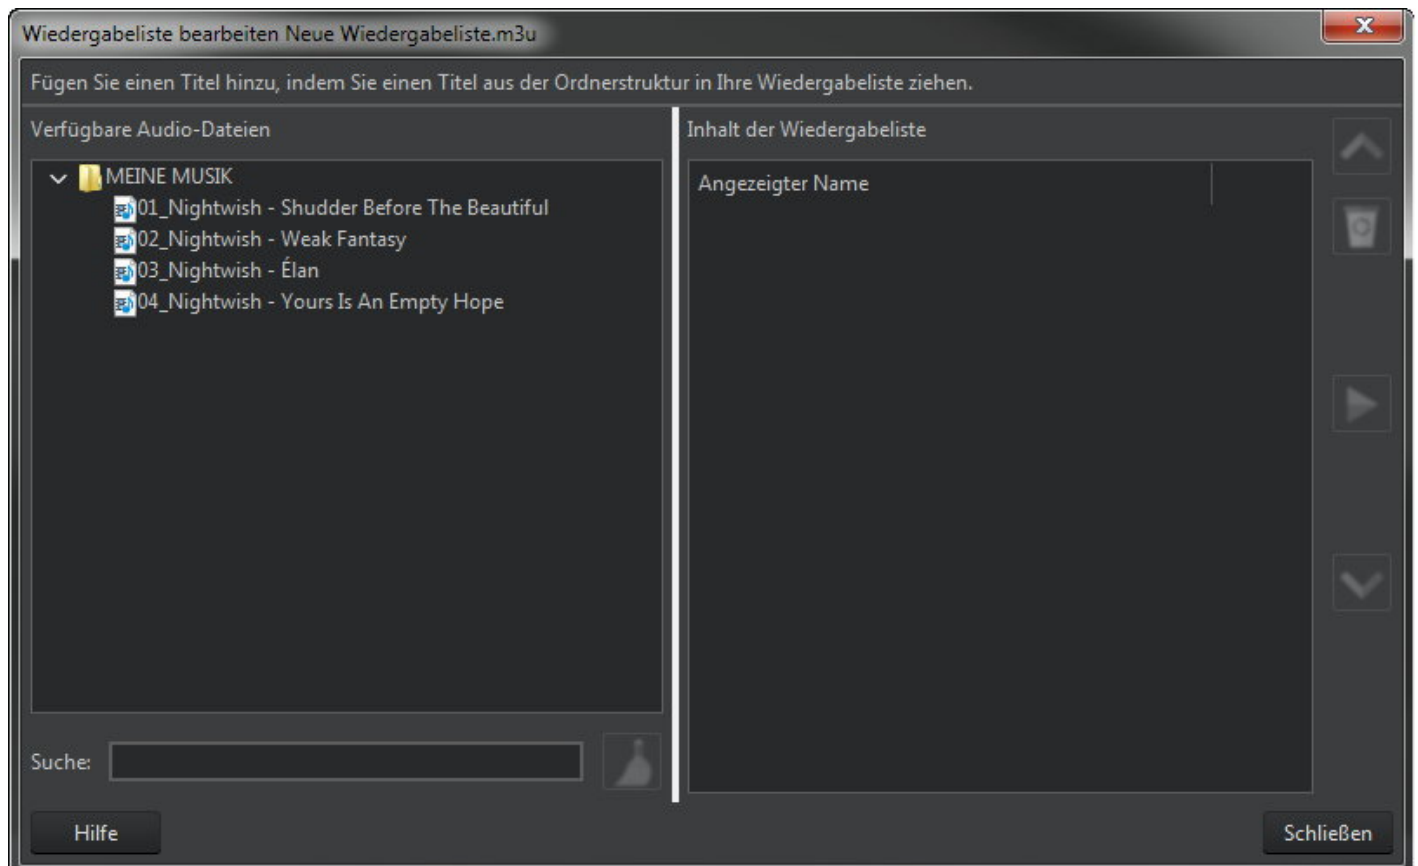 Wiedergabeliste bearbeiten Neue Wiedergabeliste.m3u
Fügen Sie einen Titel hinzu, indem Sie einen Titel aus der Ordnerstruktur in Ihre Wiedergabeliste ziehen.
Verfügbare Audio-Dateien
MEINE MUSIK
01_Nightwish - Shudder Before The Beautiful
02_Nightwish - Weak Fantasy
03_Nightwish - Élan
04_Nightwish - Yours Is An Empty Hope
Suche:
Hilfe
Inhalt der Wiedergabeliste
Angezeigter Name
Schließen